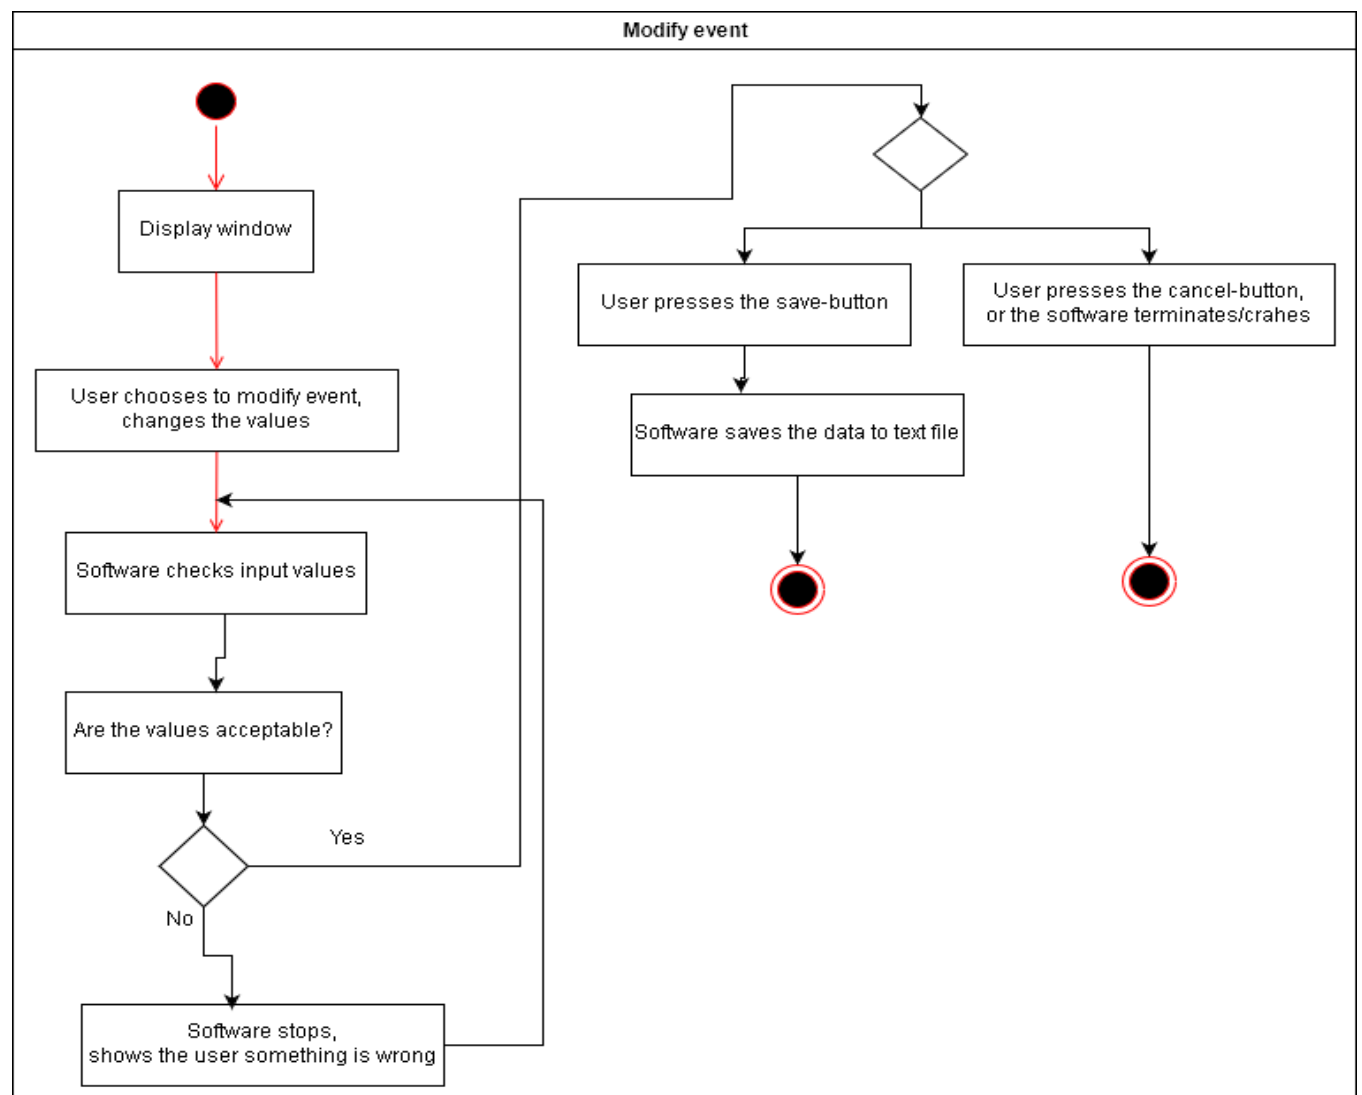 Modify event
Display window
User chooses to modify event,
changes the values
Software checks input values
Are the values acceptable?
Yes
No
Software stops,
shows the user something is wrong
User presses the save-button
Software saves the data to text file
User presses the cancel-button,
or the software terminates/crahes